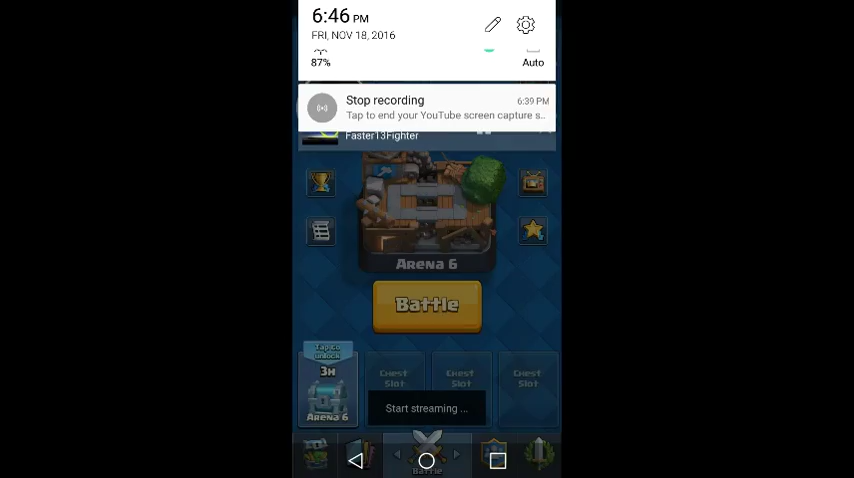 6:46 PM
FRI, NOV 18, 2016
87%
Auto
Stop recording
6:39 PM
Tap to end your YouTube screen capture s..
Faster13Fighter
Arena 6
Battle
Tap to
unlock
3H
Arena 6
Chest
Slot
Chest
Slot
Chest
Slot
Start streaming ...
Battle